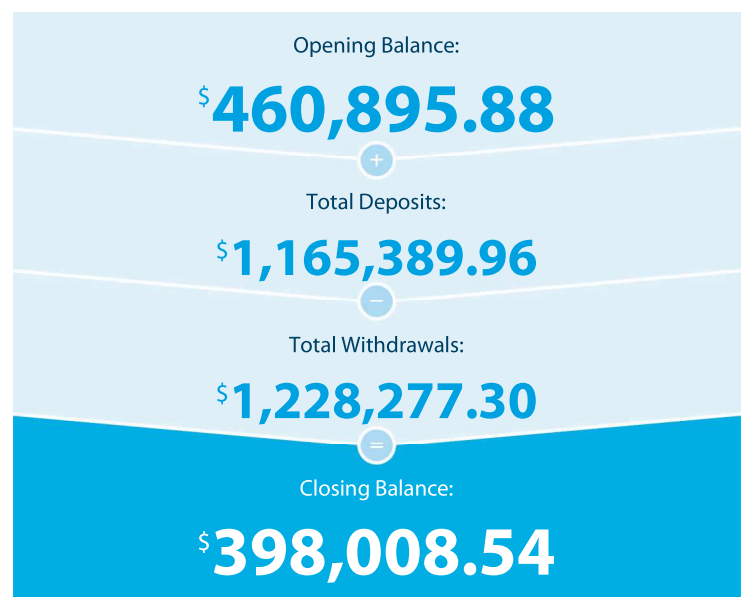 Opening Balance:
$460,895.88
+
Total Deposits:
$1,165,389.96
−
Total Withdrawals:
$1,228,277.30
=
Closing Balance:
$398,008.54